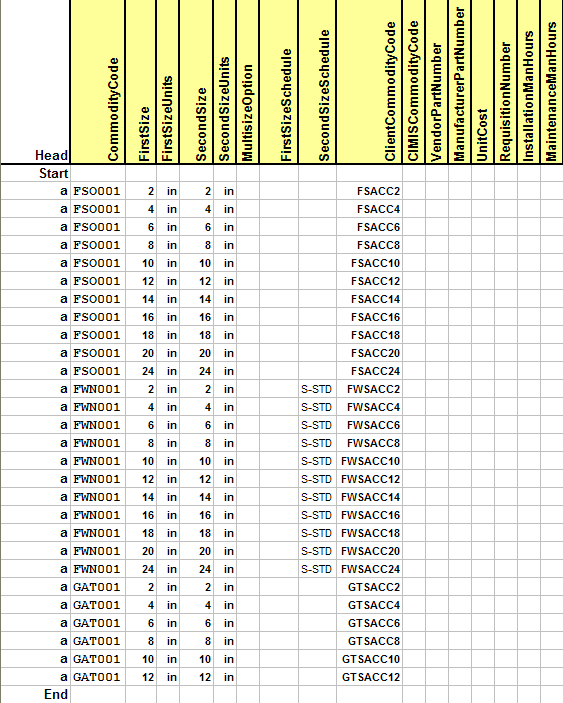 Head CommodityCode FirstSize FirstSizeUnits SecondSize SecondSizeUnits MultisizeOption FirstSizeSchedule SecondSizeSchedule ClientCommodityCode CIMISCommodityCode VendorPartNumber ManufacturerPartNumber UnitCost RequisitionNumber InstallationManHours MaintenanceManHours
Start
a FSO001 2 in 2 in FSACC2
a FSO001 4 in 4 in FSACC4
a FSO001 6 in 6 in FSACC6
a FSO001 8 in 8 in FSACC8
a FSO001 10 in 10 in FSACC10
a FSO001 12 in 12 in FSACC12
a FSO001 14 in 14 in FSACC14
a FSO001 16 in 16 in FSACC16
a FSO001 18 in 18 in FSACC18
a FSO001 20 in 20 in FSACC20
a FSO001 24 in 24 in FSACC24
a FWN001 2 in 2 in S-STD FWSACC2
a FWN001 4 in 4 in S-STD FWSACC4
a FWN001 6 in 6 in S-STD FWSACC6
a FWN001 8 in 8 in S-STD FWSACC8
a FWN001 10 in 10 in S-STD FWSACC10
a FWN001 12 in 12 in S-STD FWSACC12
a FWN001 14 in 14 in S-STD FWSACC14
a FWN001 16 in 16 in S-STD FWSACC16
a FWN001 18 in 18 in S-STD FWSACC18
a FWN001 20 in 20 in S-STD FWSACC20
a FWN001 24 in 24 in S-STD FWSACC24
a GAT001 2 in 2 in GTSACC2
a GAT001 4 in 4 in GTSACC4
a GAT001 6 in 6 in GTSACC6
a GAT001 8 in 8 in GTSACC8
a GAT001 10 in 10 in GTSACC10
a GAT001 12 in 12 in GTSACC12
End